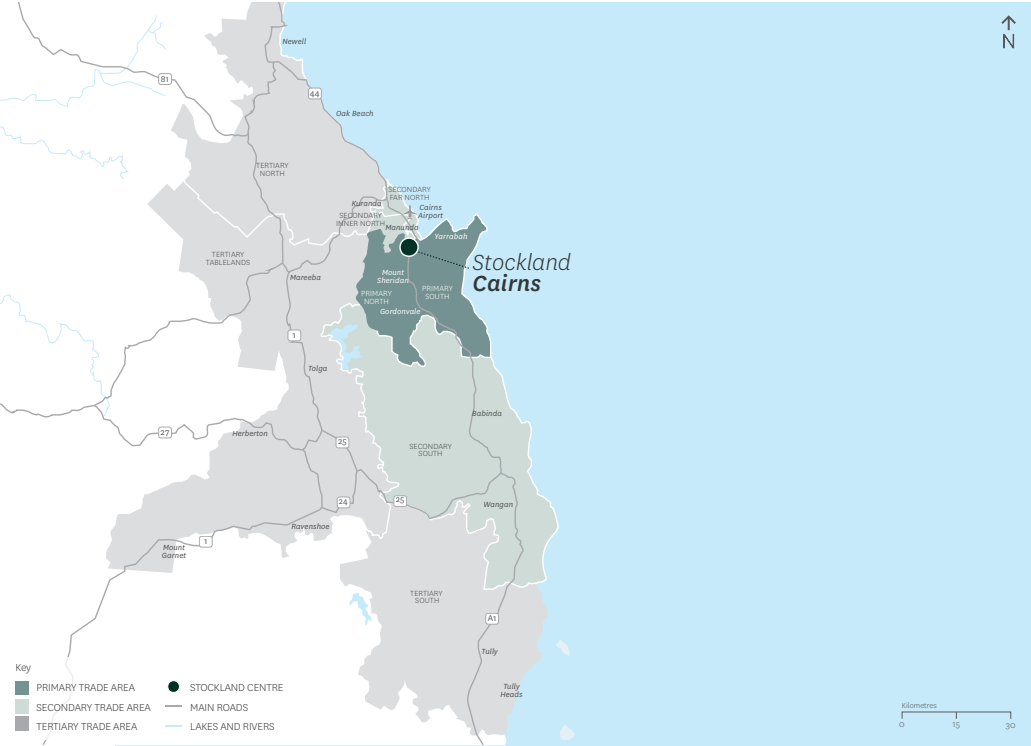 N
Newell
81
44
Oak Beach
TERTIARY
NORTH
SECONDARY
FAR NORTH
Kuranda
Cairns
Airport
SECONDARY
INNER NORTH
Manunda
Yarrabah
TERTIARY
TABLELANDS
Stockland
Cairns
Mareeba
Mount
Sheridan
PRIMARY
NORTH
PRIMARY
SOUTH
Gordonvale
1
Tolga
Babinda
27
Herberton
25
SECONDARY
SOUTH
24
25
Wangan
Ravenshoe
1
Mount
Garnet
TERTIARY
SOUTH
A1
Tully
Tully
Heads
Key
PRIMARY TRADE AREA
STOCKLAND CENTRE
SECONDARY TRADE AREA
MAIN ROADS
TERTIARY TRADE AREA
LAKES AND RIVERS
Kilometres
0 15 30